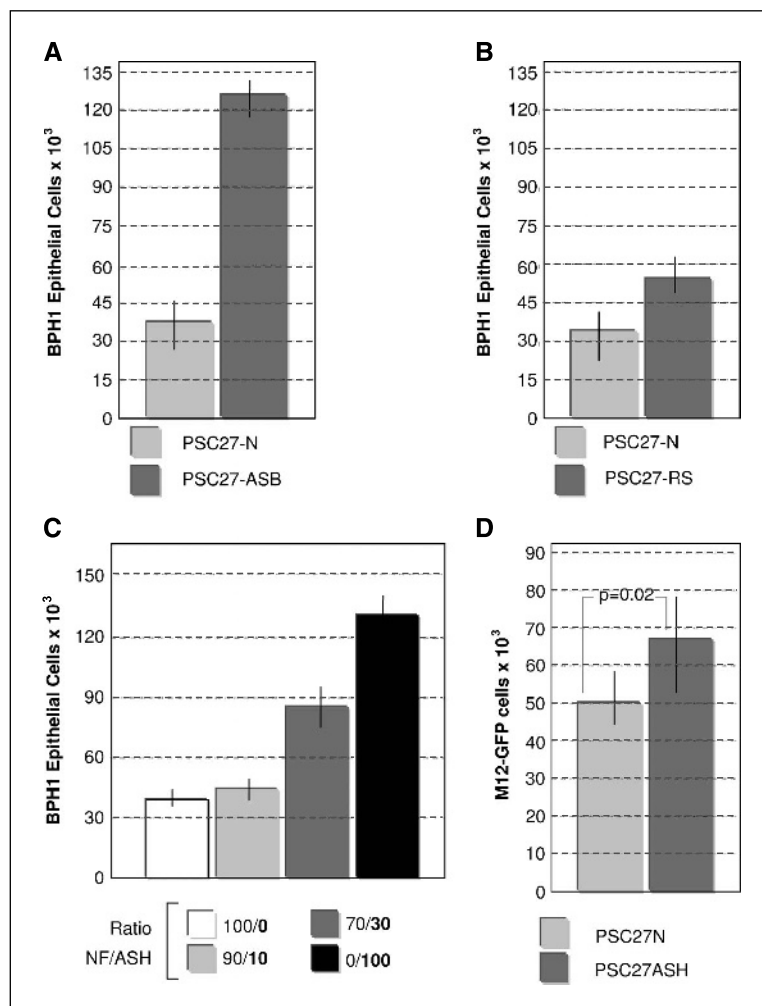 A
BPH1 Epithelial Cells x 10³
135
120
105
90
75
60
45
30
15
0
PSC27-N
PSC27-ASB
B
BPH1 Epithelial Cells x 10³
135
120
105
90
75
60
45
30
15
0
PSC27-N
PSC27-RS
C
BPH1 Epithelial Cells x 10³
150
120
90
60
30
0
Ratio
NF/ASH
100/0
90/10
70/30
0/100
D
M12-GFP cells x 10³
90
80
70
60
50
40
30
20
10
0
p=0.02
PSC27N
PSC27ASH